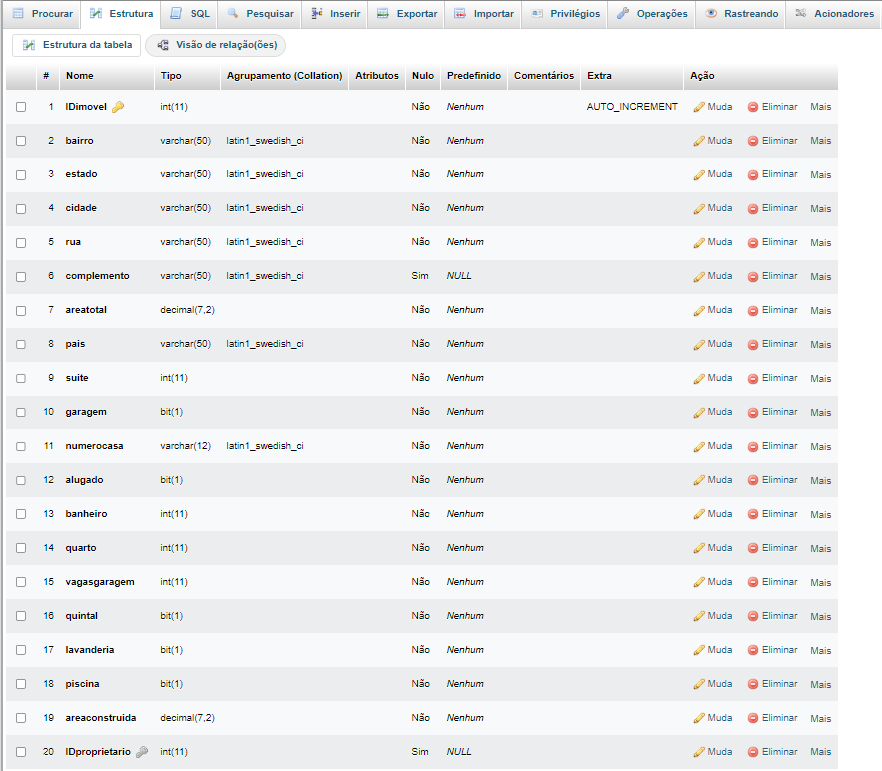 Procurar Estrutura SQL Pesquisar Inserir Exportar Importar Privilégios Operações Rastreando Acionadores
Estrutura da tabela Visão de relação(ões)
# Nome Tipo Agrupamento (Collation) Atributos Nulo Predefinido Comentários Extra Ação
1 IDimovel int(11) Não Nenhum AUTO_INCREMENT Muda Eliminar Mais
2 bairro varchar(50) latin1_swedish_ci Não Nenhum Muda Eliminar Mais
3 estado varchar(50) latin1_swedish_ci Não Nenhum Muda Eliminar Mais
4 cidade varchar(50) latin1_swedish_ci Não Nenhum Muda Eliminar Mais
5 rua varchar(50) latin1_swedish_ci Não Nenhum Muda Eliminar Mais
6 complemento varchar(50) latin1_swedish_ci Sim NULL Muda Eliminar Mais
7 areatotal decimal(7,2) Não Nenhum Muda Eliminar Mais
8 pais varchar(50) latin1_swedish_ci Não Nenhum Muda Eliminar Mais
9 suite int(11) Não Nenhum Muda Eliminar Mais
10 garagem bit(1) Não Nenhum Muda Eliminar Mais
11 numerocasa varchar(12) latin1_swedish_ci Não Nenhum Muda Eliminar Mais
12 alugado bit(1) Não Nenhum Muda Eliminar Mais
13 banheiro int(11) Não Nenhum Muda Eliminar Mais
14 quarto int(11) Não Nenhum Muda Eliminar Mais
15 vagasgaragem int(11) Não Nenhum Muda Eliminar Mais
16 quintal bit(1) Não Nenhum Muda Eliminar Mais
17 lavanderia bit(1) Não Nenhum Muda Eliminar Mais
18 piscina bit(1) Não Nenhum Muda Eliminar Mais
19 areaconstruida decimal(7,2) Não Nenhum Muda Eliminar Mais
20 IDproprietario int(11) Sim NULL Muda Eliminar Mais